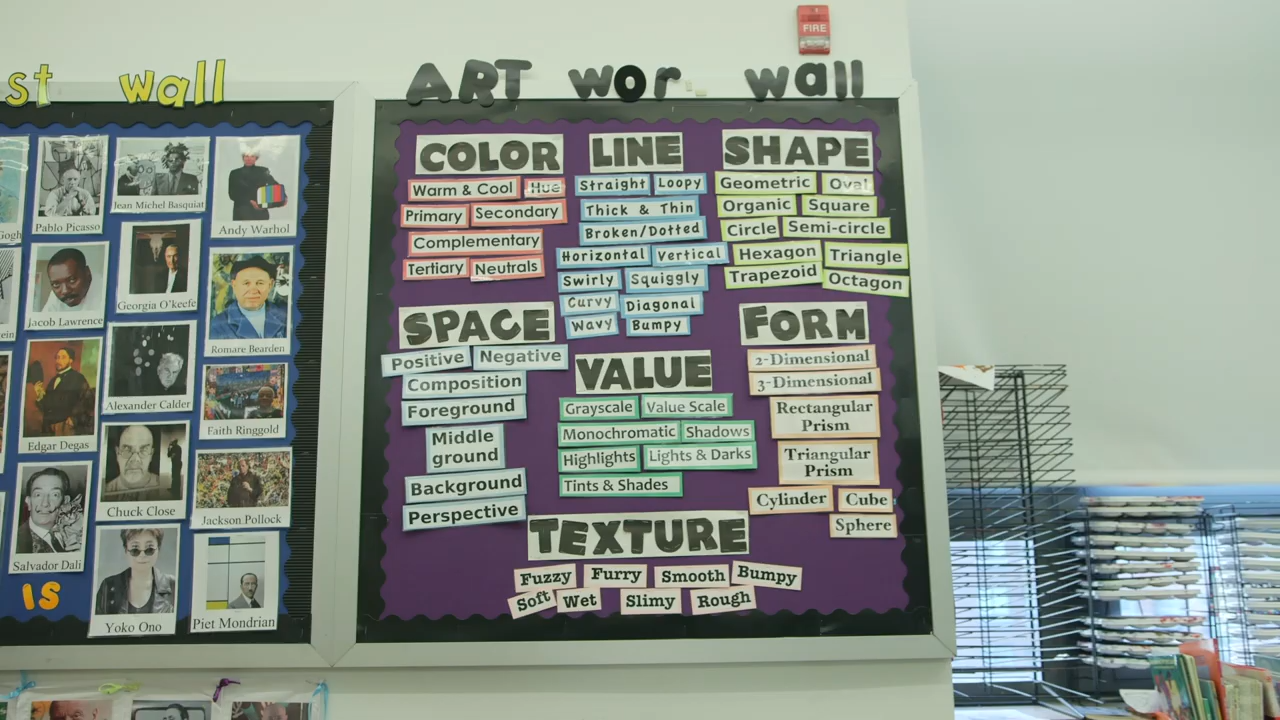 FIRE
st wall
ART wor wall
Pablo Picasso
Jean Michel Basquiat
Andy Warhol
Jacob Lawrence
Georgia O'keefe
Romare Bearden
Edgar Degas
Alexander Calder
Faith Ringgold
Salvador Dali
Chuck Close
Jackson Pollock
IS
Yoko Ono
Piet Mondrian
COLOR
Warm & Cool Hue
Primary Secondary
Complementary
Tertiary Neutrals
LINE
Straight Loopy
Thick & Thin
Broken/Dotted
Horizontal Vertical
Swirly Squiggly
Curvy Diagonal
Wavy Bumpy
SHAPE
Geometric Oval
Organic Square
Circle Semi-circle
Hexagon Triangle
Trapezoid Octagon
SPACE
Positive Negative
Composition
Foreground
Middle
ground
Background
Perspective
VALUE
Grayscale Value Scale
Monochromatic Shadows
Highlights Lights & Darks
Tints & Shades
FORM
2-Dimensional
3-Dimensional
Rectangular
Prism
Triangular
Prism
Cylinder Cube
Sphere
TEXTURE
Fuzzy Furry Smooth Bumpy
Soft Wet Slimy Rough